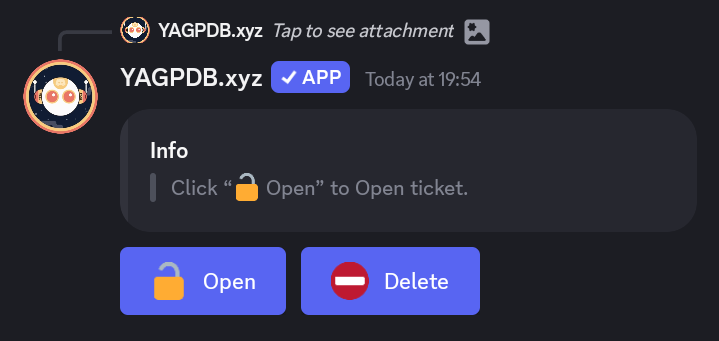 YAGPDB.xyz Tap to see attachment
YAGPDB.xyz ✓ APP Today at 19:54
Info
Click “🔓 Open” to Open ticket.
🔓 Open ⛔ Delete